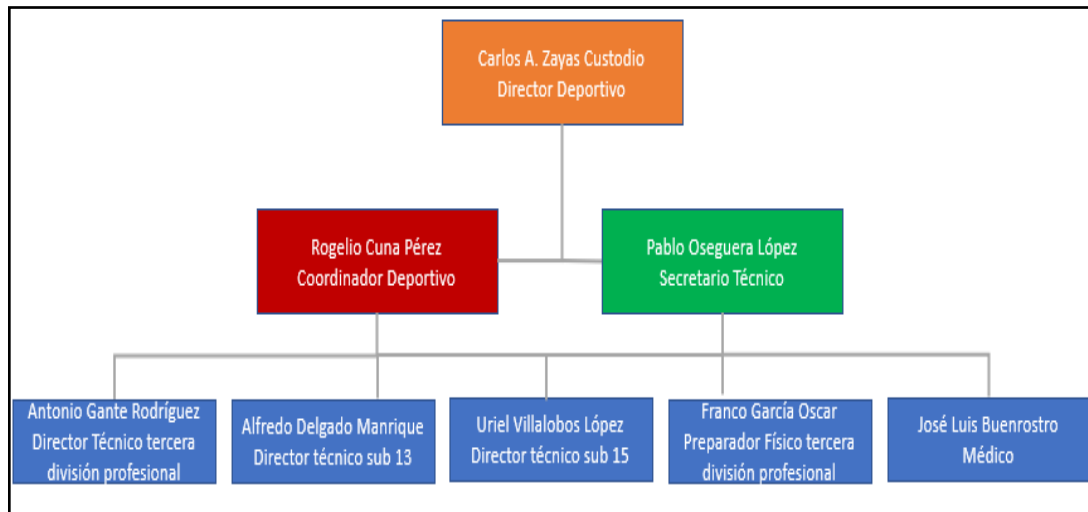 Carlos A. Zayas Custodio
Director Deportivo
Rogelio Cuna Pérez
Coordinador Deportivo
Pablo Oseguera López
Secretario Técnico
Antonio Gante Rodríguez
Director Técnico tercera
división profesional
Alfredo Delgado Manrique
Director técnico sub 13
Uriel Villalobos López
Director técnico sub 15
Franco García Oscar
Preparador Físico tercera
división profesional
José Luis Buenrostro
Médico